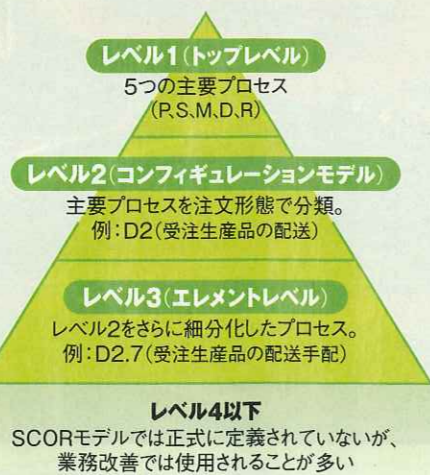 レベル1(トップレベル)
5つの主要プロセス
(P,S,M,D,R)
レベル2(コンフィギュレーションモデル)
主要プロセスを注文形態で分類。
例:D2(受注生産品の配送)
レベル3(エレメントレベル)
レベル2をさらに細分化したプロセス。
例:D2.7(受注生産品の配送手配)
レベル4以下
SCORモデルでは正式に定義されていないが、
業務改善では使用されることが多い